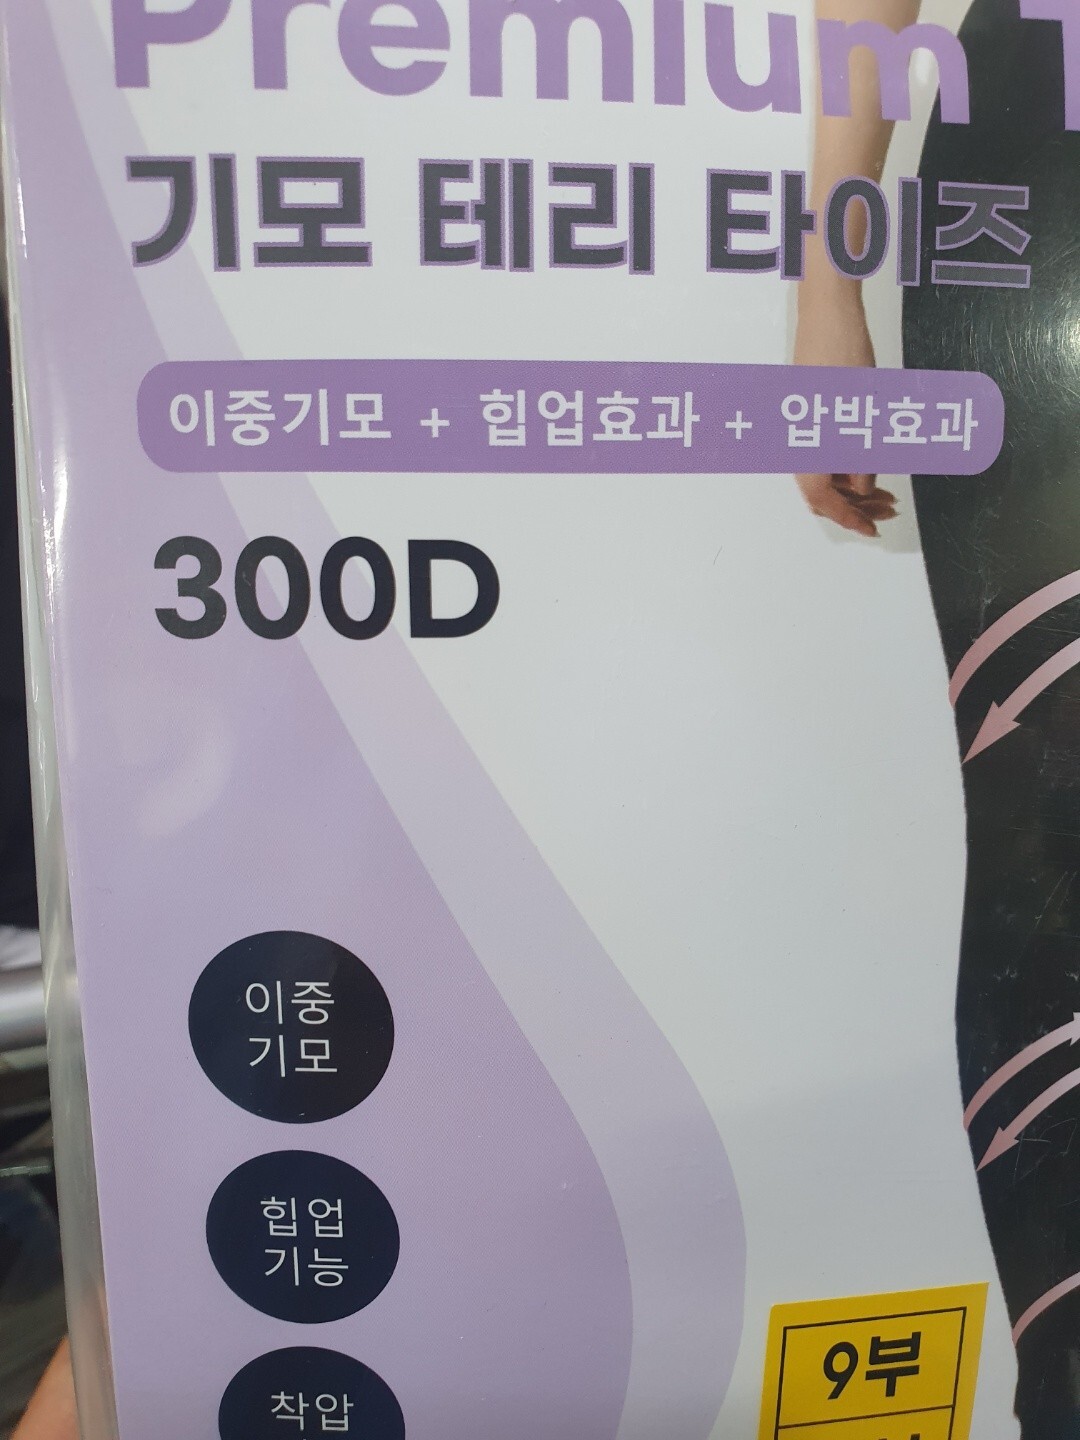 Premium
기모 테리 타이즈
이중기모 + 힙업효과 + 압박효과
300D
이중
기모
힙업
기능
착압
9부